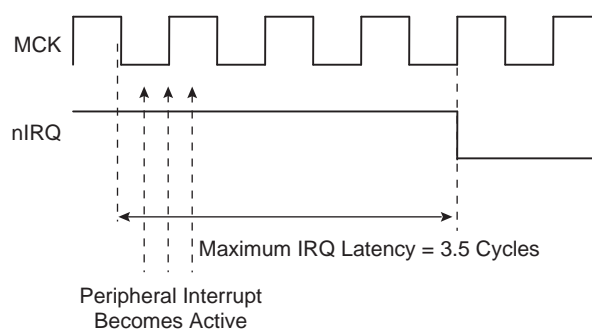 MCK
nIRQ
Maximum IRQ Latency = 3.5 Cycles
Peripheral Interrupt
Becomes Active